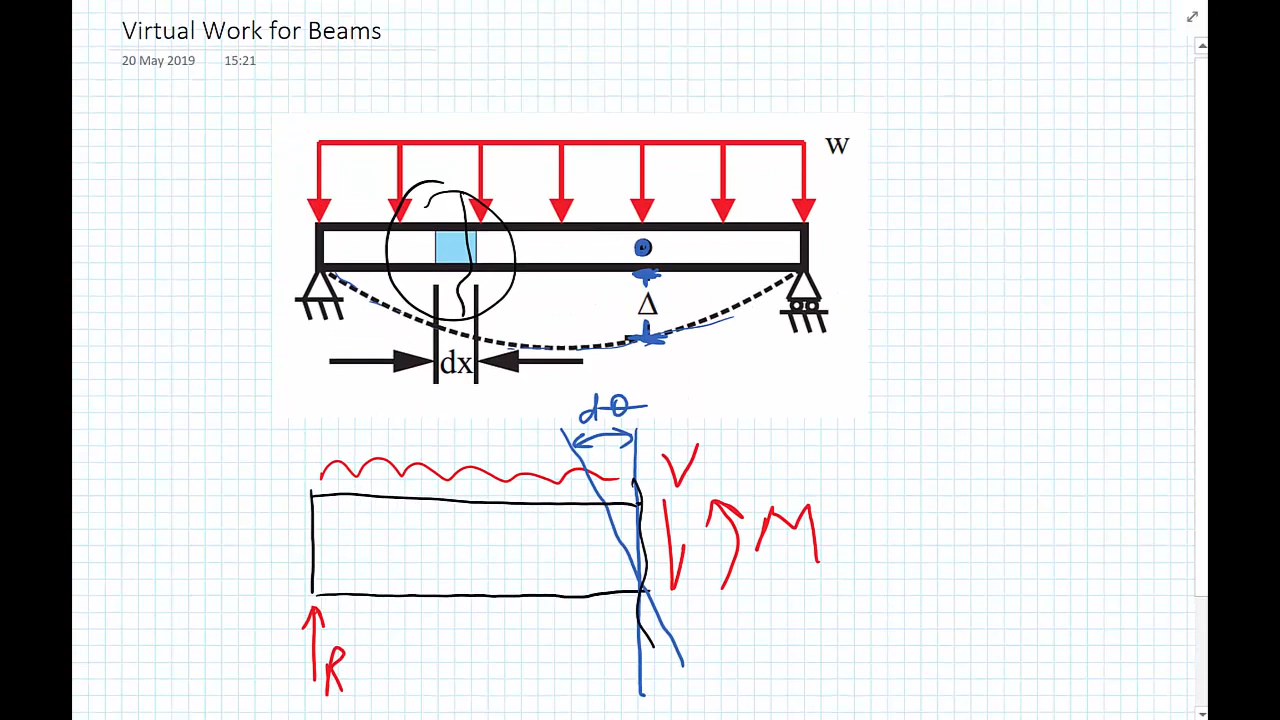 Virtual Work for Beams
20 May 2019 15:21
w
Δ
dx
dθ
V
M
R